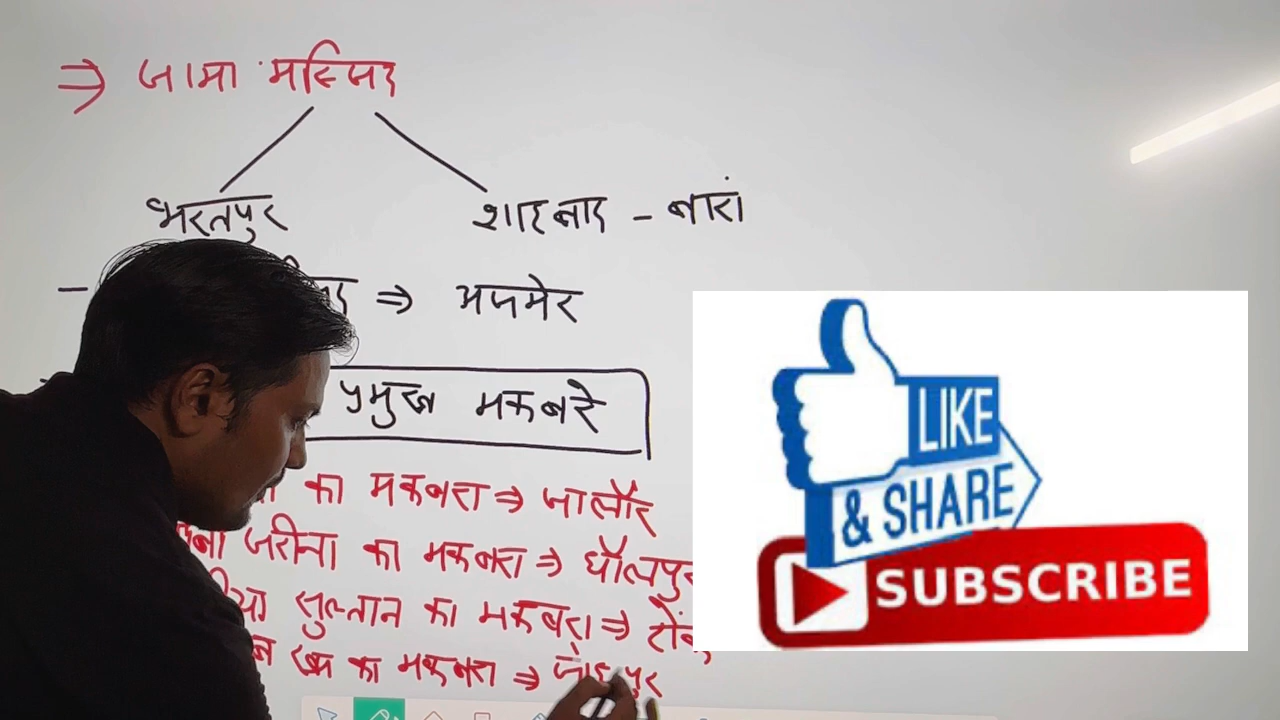 ⇒ जामा मस्जिद
भरतपुर शाहबाद - बारां
- ⇒ अजमेर
प्रमुख मकबरे
का मकबरा ⇒ जालौर
जरीना का मकबरा ⇒ धौलपुर
सुल्तान का मकबरा ⇒ टोंक
का मकबरा ⇒ जोधपुर
LIKE
& SHARE
SUBSCRIBE